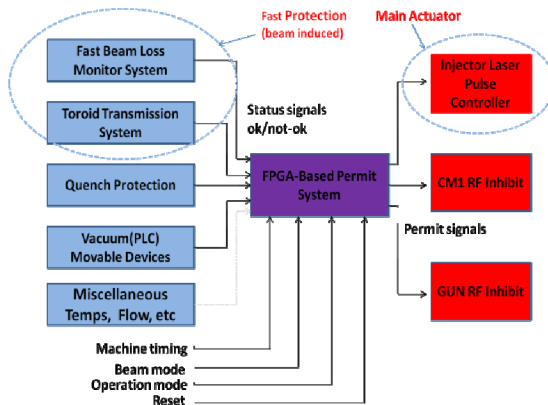 Fast Protection
(beam induced)
Main Actuator
Fast Beam Loss
Monitor System
Toroid Transmission
System
Quench Protection
Vacuum(PLC)
Movable Devices
Miscellaneous
Temps, Flow, etc
Status signals
ok/not-ok
FPGA-Based Permit
System
Injector Laser
Pulse
Controller
CM1 RF Inhibit
Permit signals
GUN RF Inhibit
Machine timing
Beam mode
Operation mode
Reset